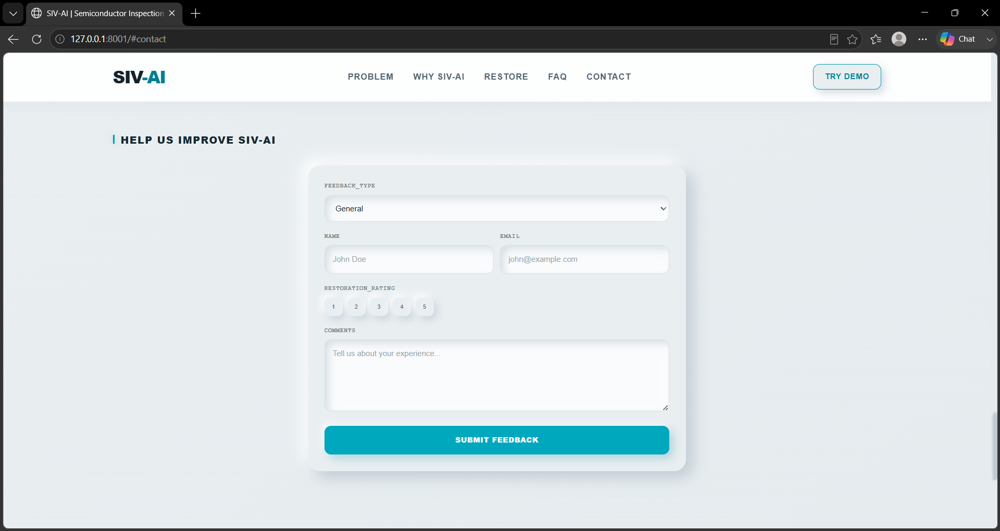 SIV-AI | Semiconductor Inspection
127.0.0.1:8001/#contact
Chat
SIV-AI
PROBLEM
WHY SIV-AI
RESTORE
FAQ
CONTACT
TRY DEMO
HELP US IMPROVE SIV-AI
FEEDBACK_TYPE
General
NAME
EMAIL
John Doe
john@example.com
RESTORATION_RATING
1 2 3 4 5
COMMENTS
Tell us about your experience...
SUBMIT FEEDBACK